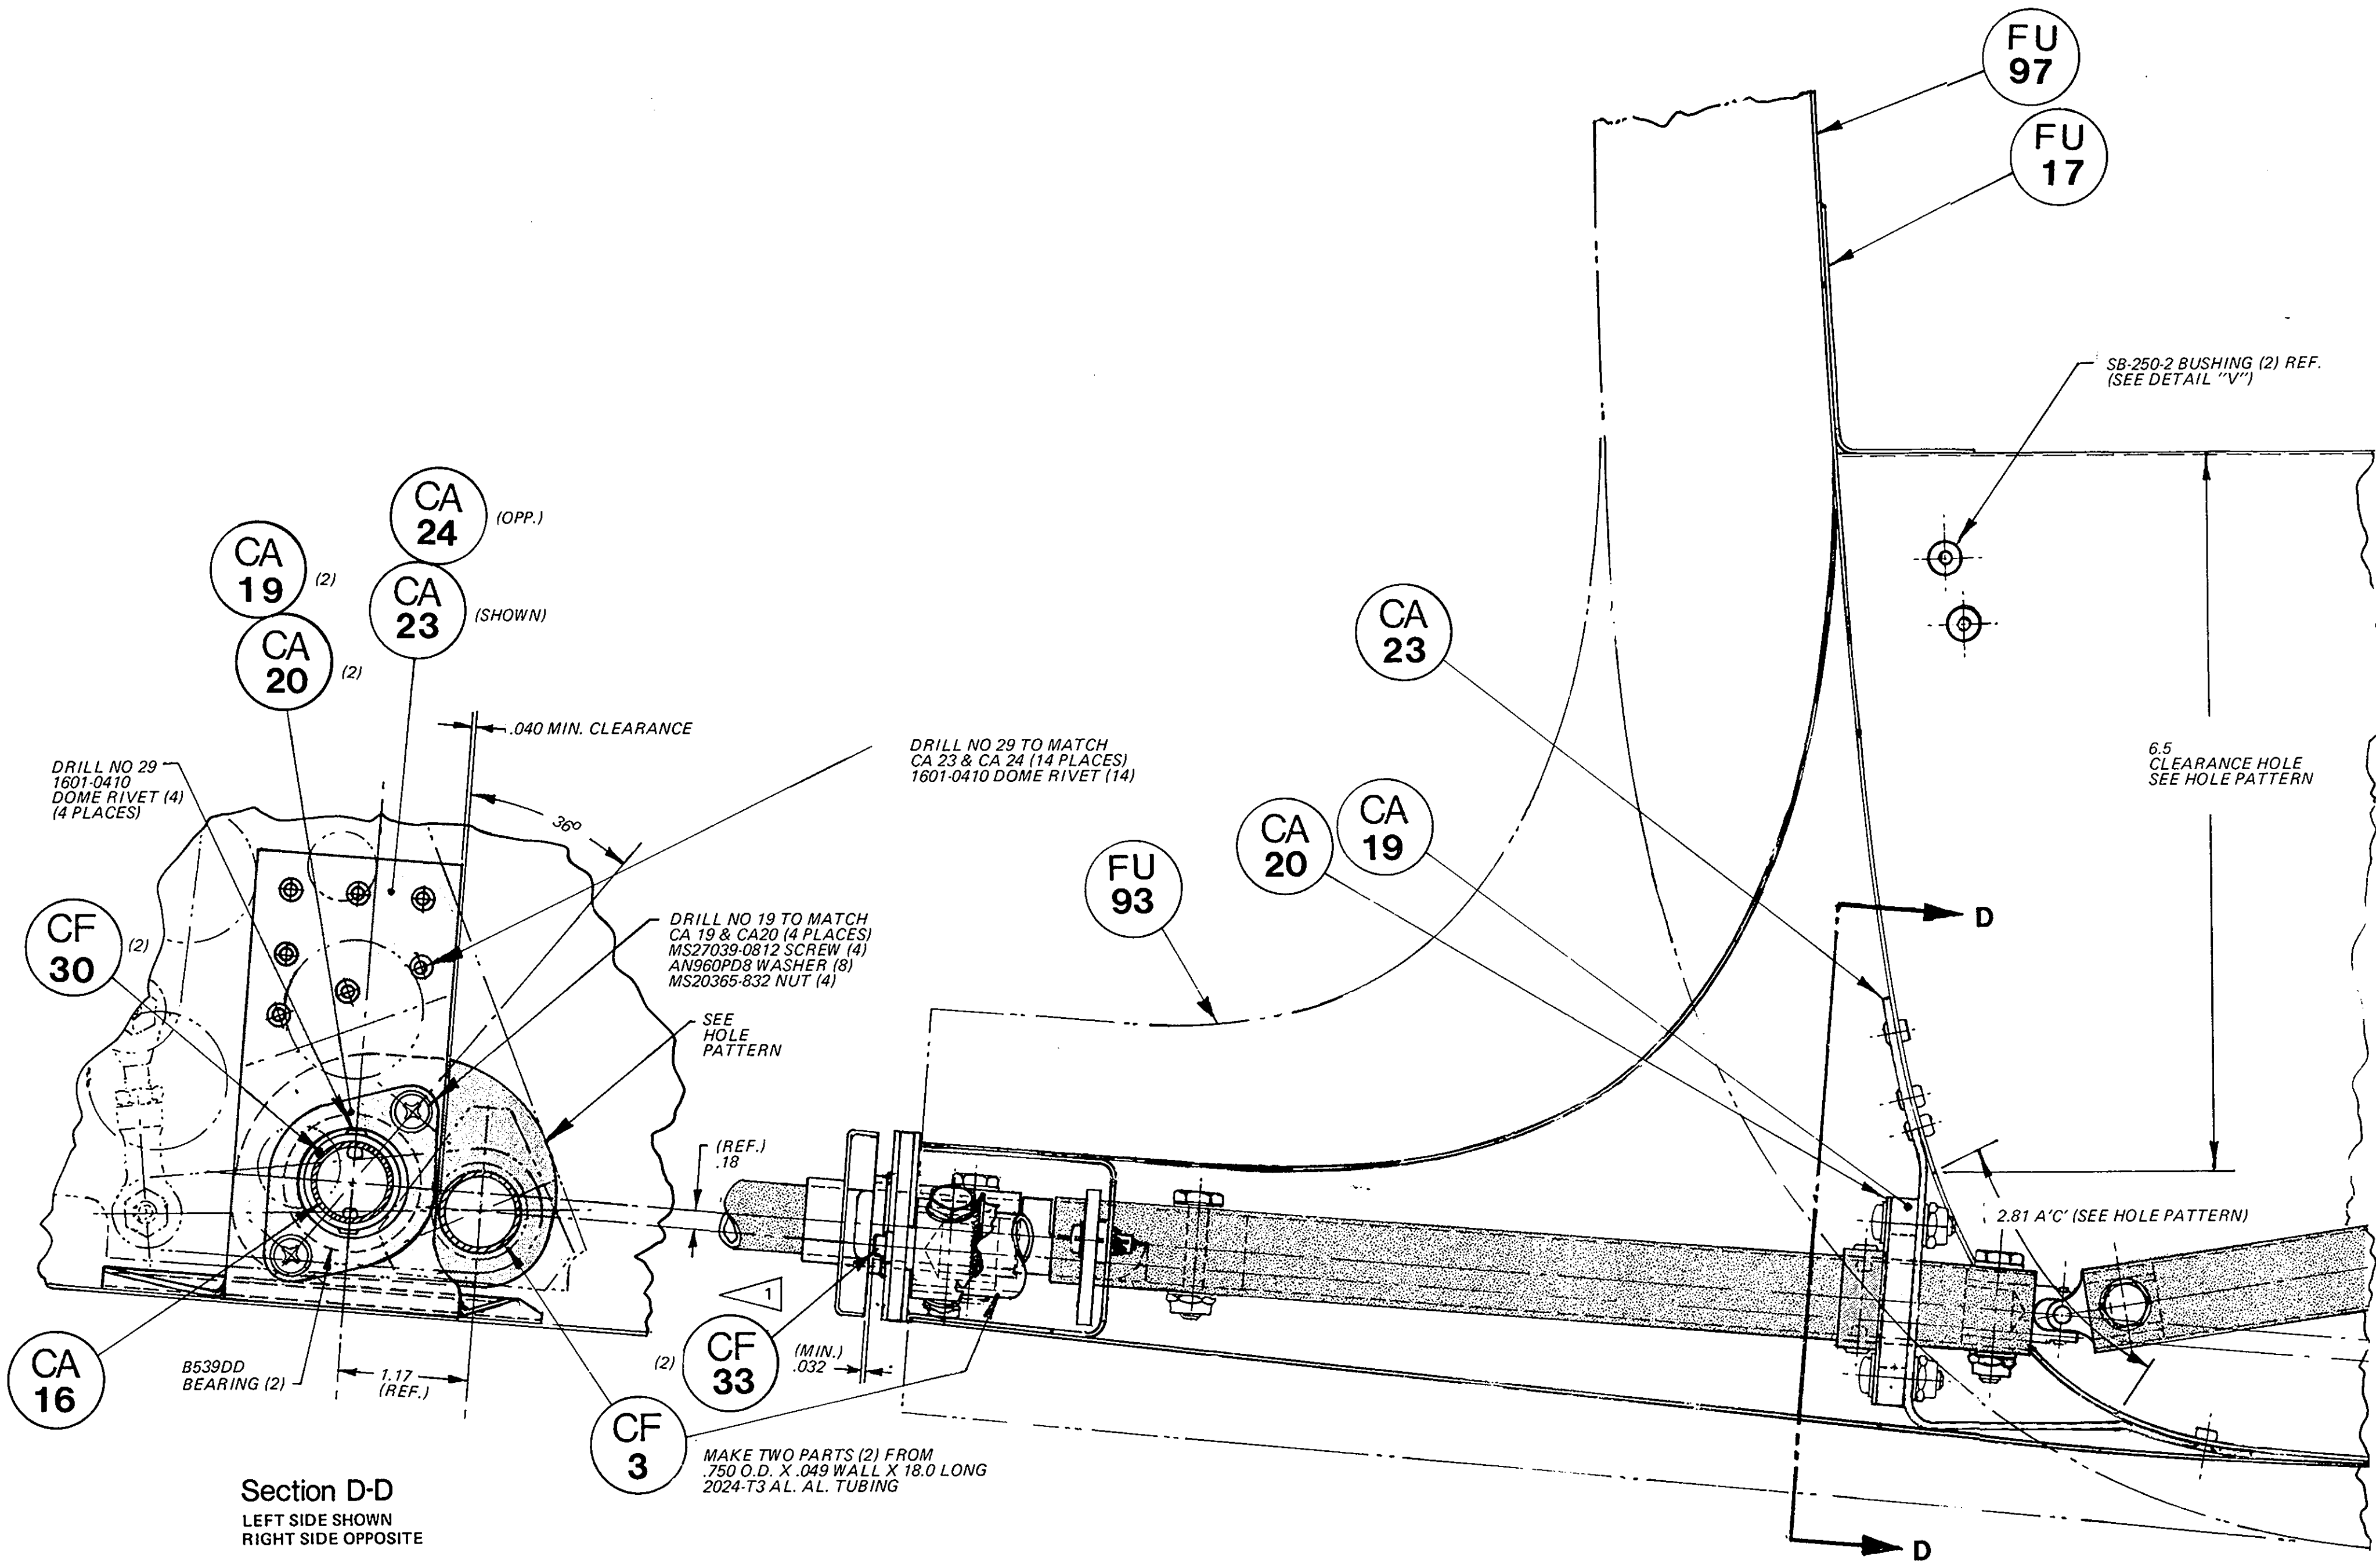 FU
97
FU
17
SB-250-2 BUSHING (2) REF.
(SEE DETAIL "V")
CA
24
(OPP.)
CA
19
(2)
CA
23
(SHOWN)
CA
20
(2)
CA
23
.040 MIN. CLEARANCE
DRILL NO 29
1601-0410
DOME RIVET (4)
(4 PLACES)
DRILL NO 29 TO MATCH
CA 23 & CA 24 (14 PLACES)
1601-0410 DOME RIVET (14)
6.5
CLEARANCE HOLE
SEE HOLE PATTERN
36º
CA
20
CA
19
FU
93
CF
30
(2)
DRILL NO 19 TO MATCH
CA 19 & CA20 (4 PLACES)
MS27039-0812 SCREW (4)
AN960PD8 WASHER (8)
MS20365-832 NUT (4)
D
SEE
HOLE
PATTERN
(REF.)
.18
2.81 A'C' (SEE HOLE PATTERN)
1
CA
16
B539DD
BEARING (2)
1.17
(REF.)
(2)
CF
33
(MIN.)
.032
CF
3
MAKE TWO PARTS (2) FROM
.750 O.D. X .049 WALL X 18.0 LONG
2024-T3 AL. AL. TUBING
Section D-D
LEFT SIDE SHOWN
RIGHT SIDE OPPOSITE
D